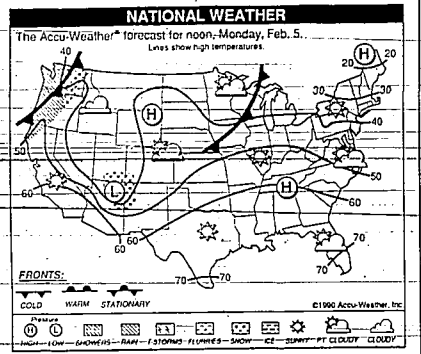 NATIONAL WEATHER
The Accu-Weather® forecast for noon, Monday, Feb. 5.
Lines show high temperatures.
40
H
20
20
30
30
H
40
50
50
60
L
H
60
60
60
70
70
70
70
FRONTS:
COLD WARM STATIONARY
©1990 Accu-Weather, Inc
Pressure
H L
HIGH LOW SHOWERS RAIN T-STORMS FLURRIES SNOW ICE SUNNY PT CLOUDY CLOUDY